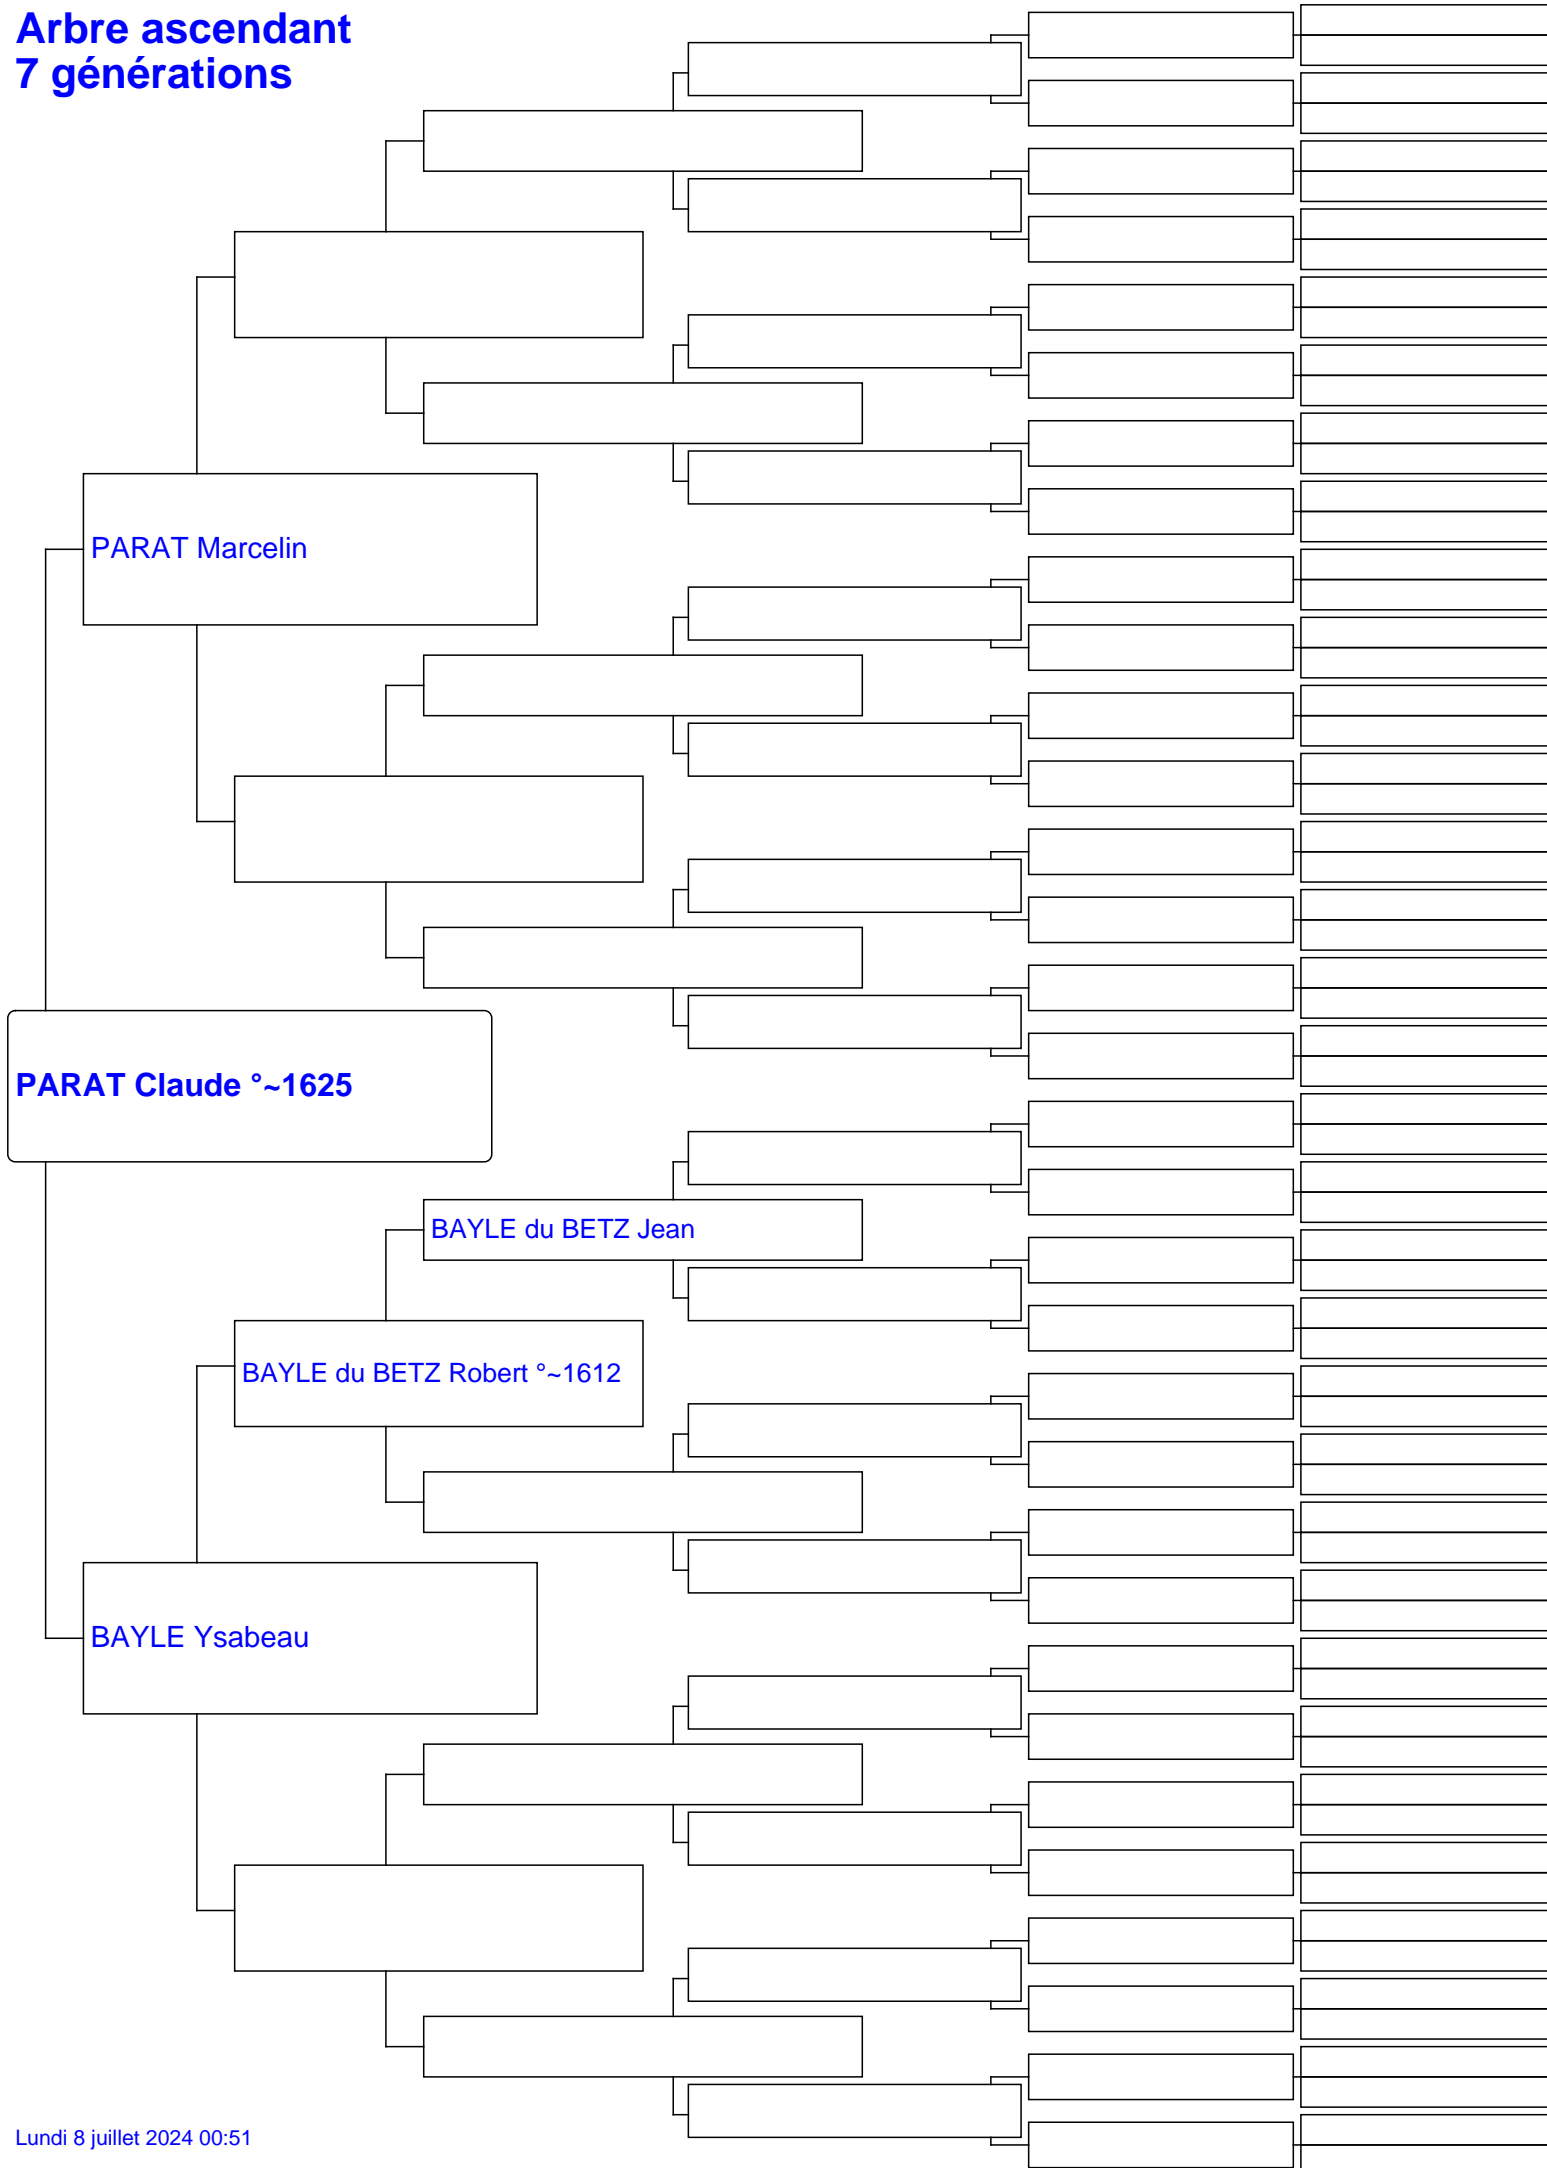 Arbre ascendant
7 générations
PARAT Marcelin
PARAT Claude °~1625
BAYLE du BETZ Jean
BAYLE du BETZ Robert °~1612
BAYLE Ysabeau
Lundi 8 juillet 2024 00:51